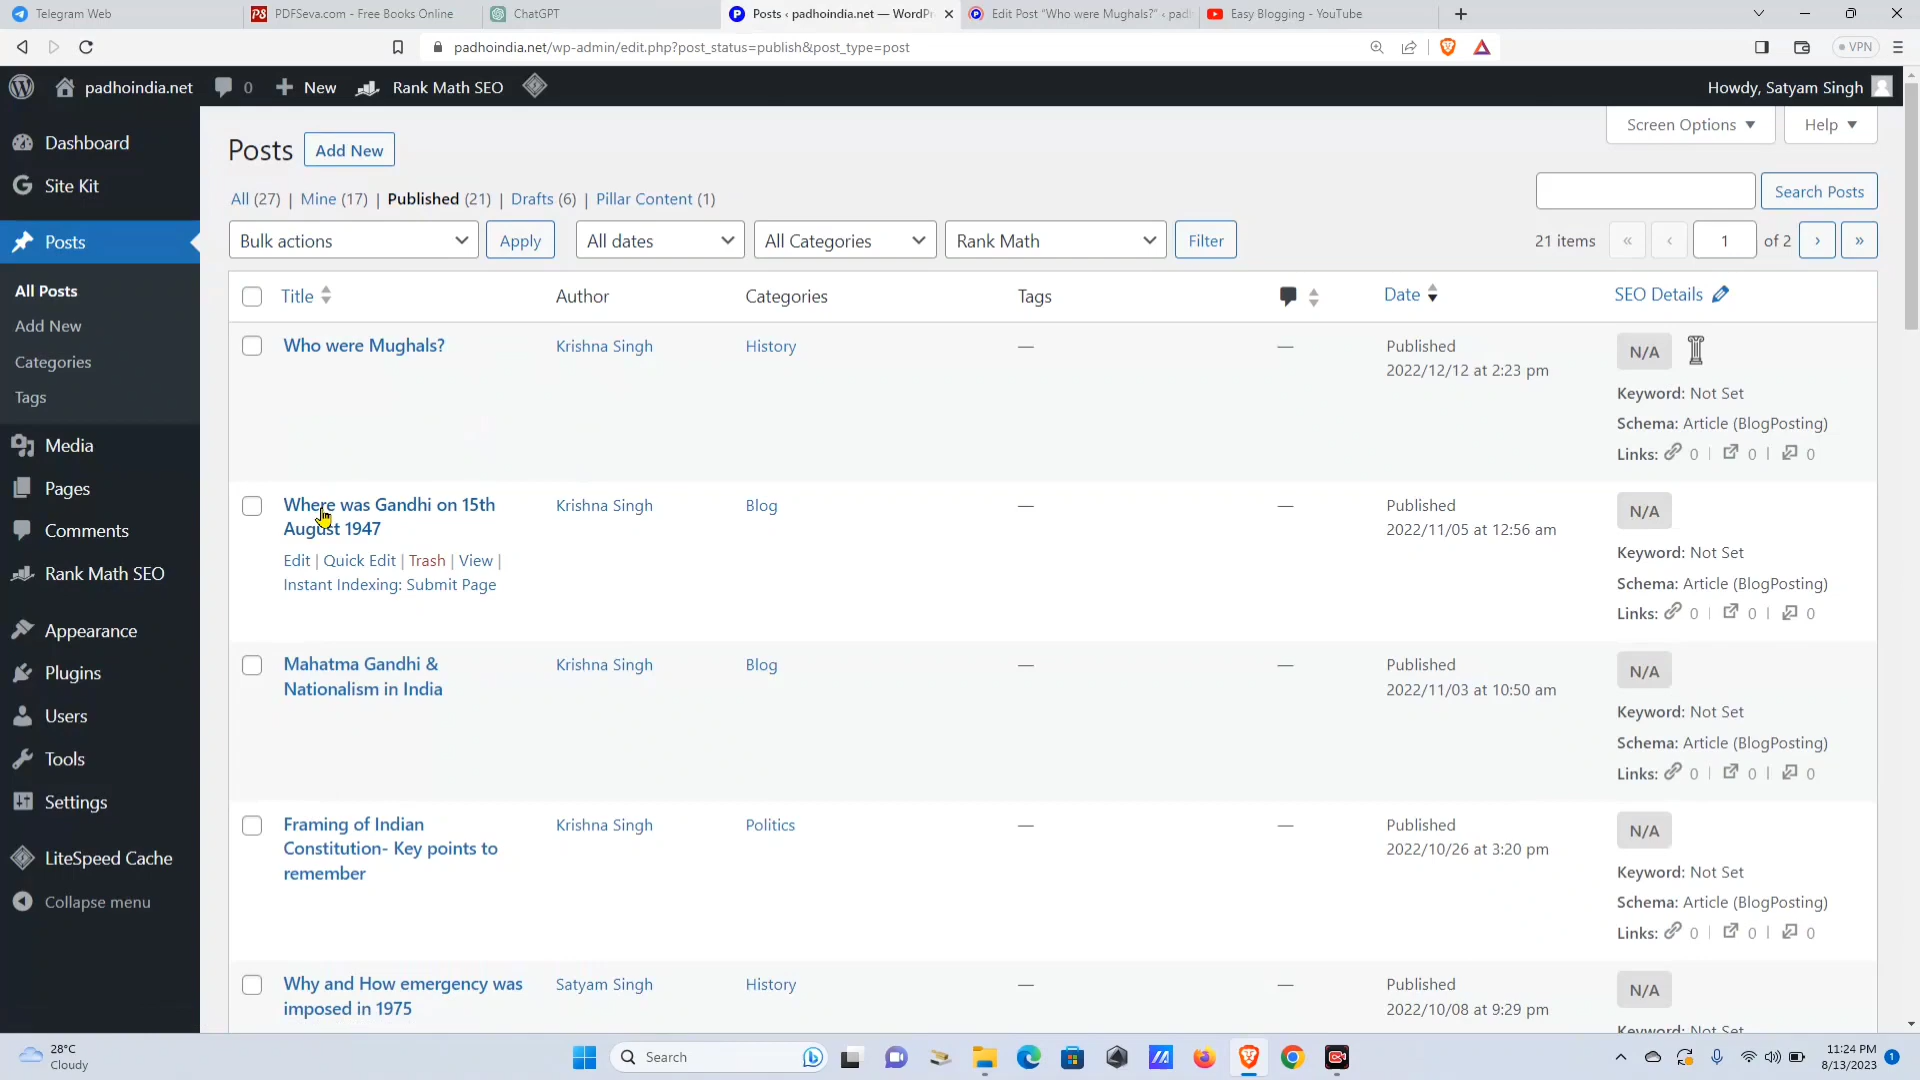 Telegram Web
PDFSeva.com - Free Books Online
ChatGPT
Posts ‹ padhoindia.net — WordPr
Edit Post "Who were Mughals?" ‹ padh
Easy Blogging - YouTube
padhoindia.net/wp-admin/edit.php?post_status=publish&post_type=post
VPN
padhoindia.net
0
New
Rank Math SEO
Howdy, Satyam Singh
Dashboard
Site Kit
Posts
All Posts
Add New
Categories
Tags
Media
Pages
Comments
Rank Math SEO
Appearance
Plugins
Users
Tools
Settings
LiteSpeed Cache
Collapse menu
Screen Options
Help
Posts
Add New
All (27) | Mine (17) | Published (21) | Drafts (6) | Pillar Content (1)
Search Posts
Bulk actions
Apply
All dates
All Categories
Rank Math
Filter
21 items
«
‹
1
of 2
›
»
Title
Author
Categories
Tags
Date
SEO Details
Who were Mughals?
Krishna Singh
History
—
—
Published
2022/12/12 at 2:23 pm
N/A
Keyword: Not Set
Schema: Article (BlogPosting)
Links: 0 | 0 | 0
Where was Gandhi on 15th
August 1947
Edit | Quick Edit | Trash | View |
Instant Indexing: Submit Page
Krishna Singh
Blog
—
—
Published
2022/11/05 at 12:56 am
N/A
Keyword: Not Set
Schema: Article (BlogPosting)
Links: 0 | 0 | 0
Mahatma Gandhi &
Nationalism in India
Krishna Singh
Blog
—
—
Published
2022/11/03 at 10:50 am
N/A
Keyword: Not Set
Schema: Article (BlogPosting)
Links: 0 | 0 | 0
Framing of Indian
Constitution- Key points to
remember
Krishna Singh
Politics
—
—
Published
2022/10/26 at 3:20 pm
N/A
Keyword: Not Set
Schema: Article (BlogPosting)
Links: 0 | 0 | 0
Why and How emergency was
imposed in 1975
Satyam Singh
History
—
—
Published
2022/10/08 at 9:29 pm
N/A
Keyword: Not Set
28°C
Cloudy
Search
11:24 PM
8/13/2023
1